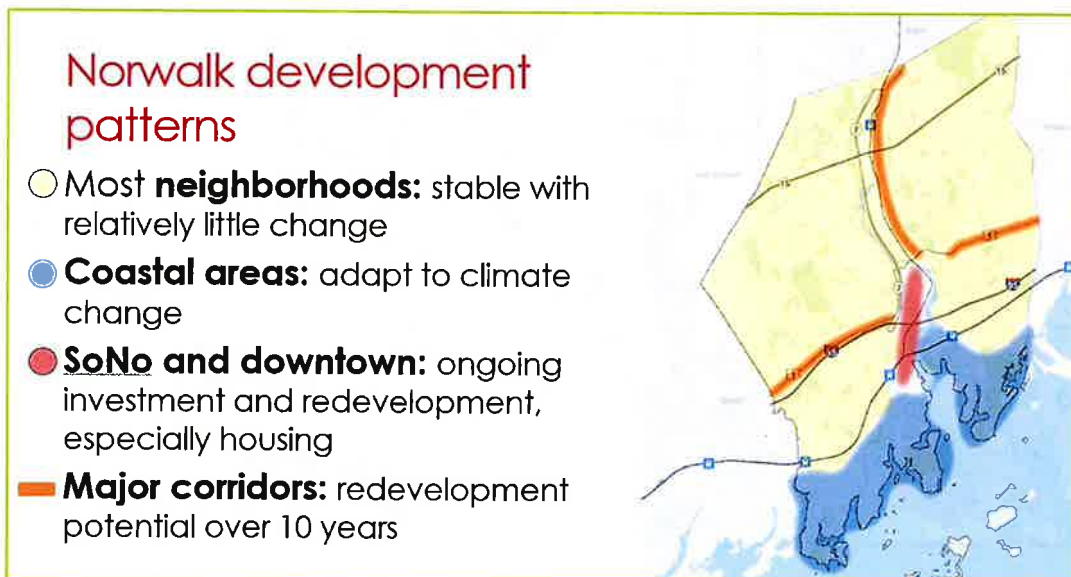 Norwalk development
patterns
Most neighborhoods: stable with
relatively little change
Coastal areas: adapt to climate
change
SoNo and downtown: ongoing
investment and redevelopment,
especially housing
Major corridors: redevelopment
potential over 10 years